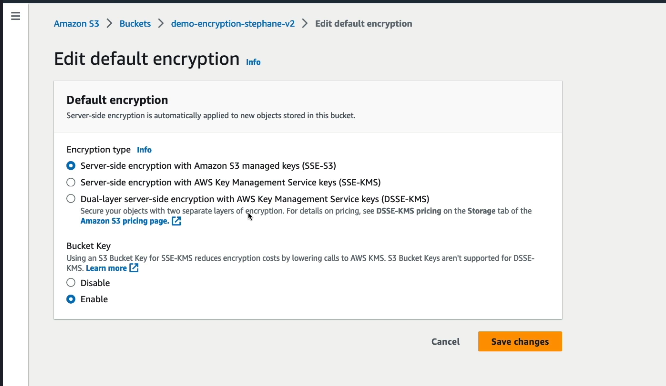 Amazon S3 > Buckets > demo-encryption-stephane-v2 > Edit default encryption
Edit default encryption Info
Default encryption
Server-side encryption is automatically applied to new objects stored in this bucket.
Encryption type Info
Server-side encryption with Amazon S3 managed keys (SSE-S3)
Server-side encryption with AWS Key Management Service keys (SSE-KMS)
Dual-layer server-side encryption with AWS Key Management Service keys (DSSE-KMS)
Secure your objects with two separate layers of encryption. For details on pricing, see DSSE-KMS pricing on the Storage tab of the
Amazon S3 pricing page.
Bucket Key
Using an S3 Bucket Key for SSE-KMS reduces encryption costs by lowering calls to AWS KMS. S3 Bucket Keys aren't supported for DSSE-
KMS. Learn more
Disable
Enable
Cancel Save changes